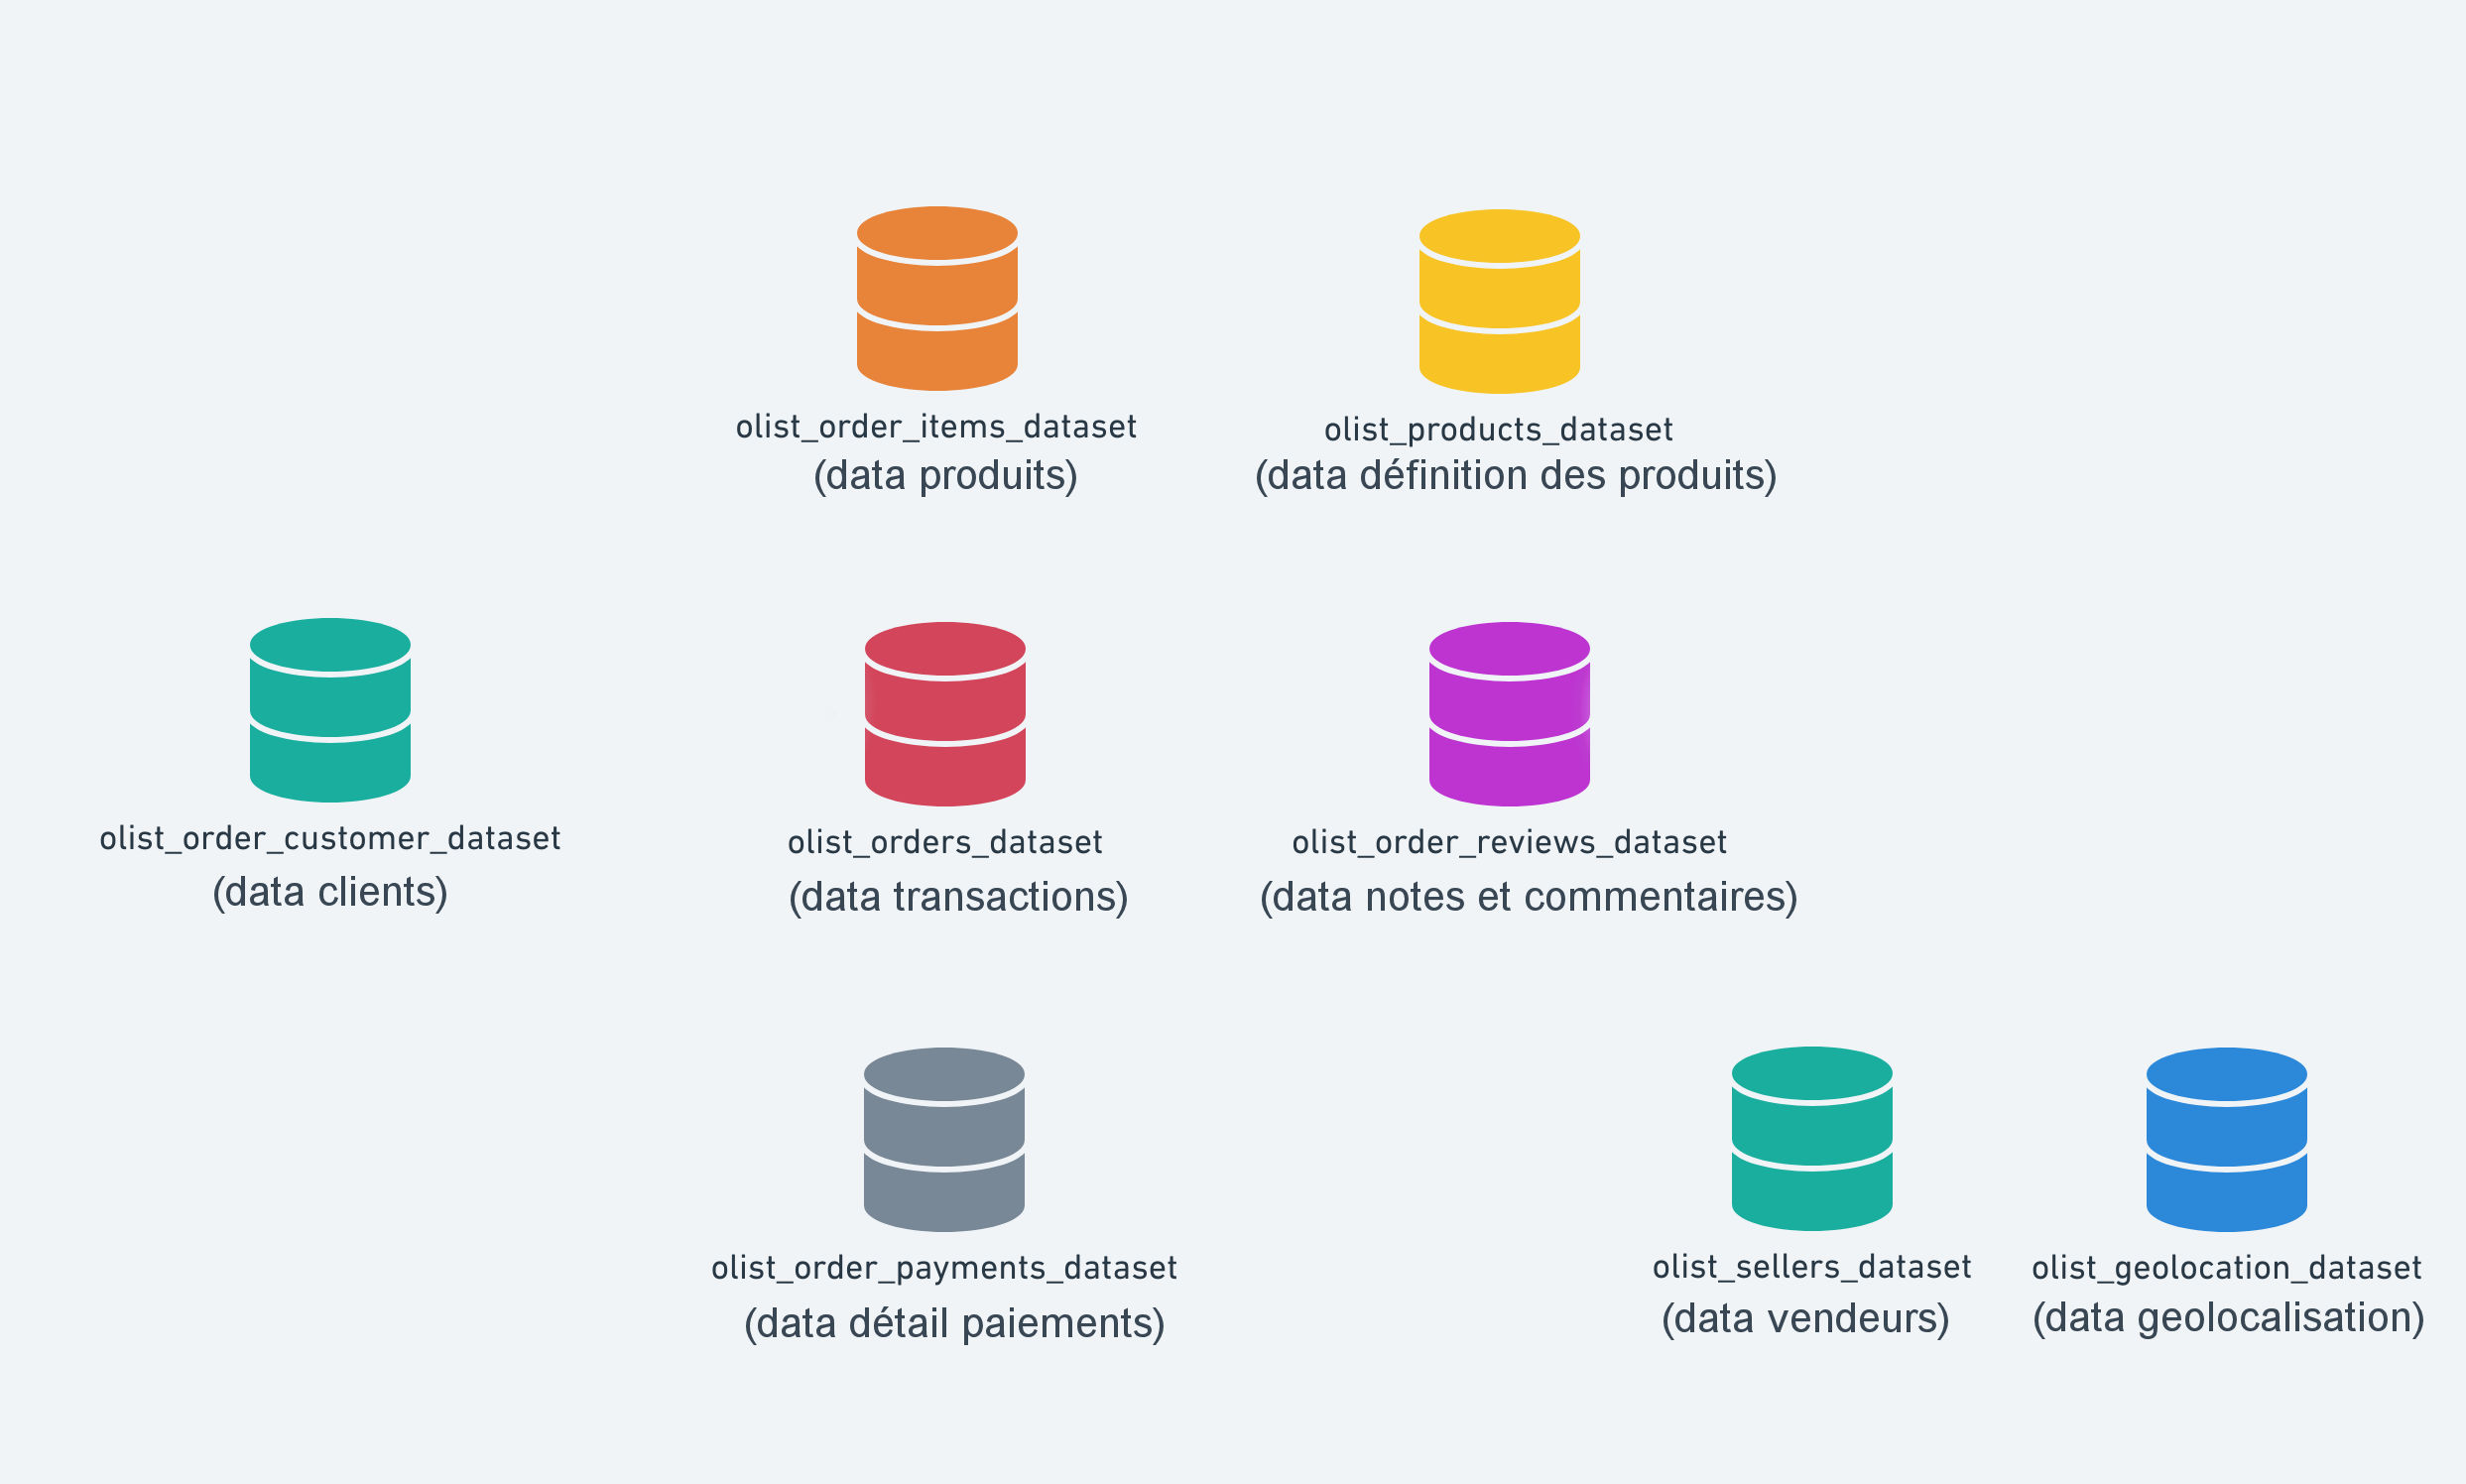 olist_order_items_dataset
(data produits)
olist_products_dataset
(data définition des produits)
olist_order_customer_dataset
(data clients)
olist_orders_dataset
(data transactions)
olist_order_reviews_dataset
(data notes et commentaires)
olist_order_payments_dataset
(data détail paiements)
olist_sellers_dataset
(data vendeurs)
olist_geolocation_dataset
(data geolocalisation)